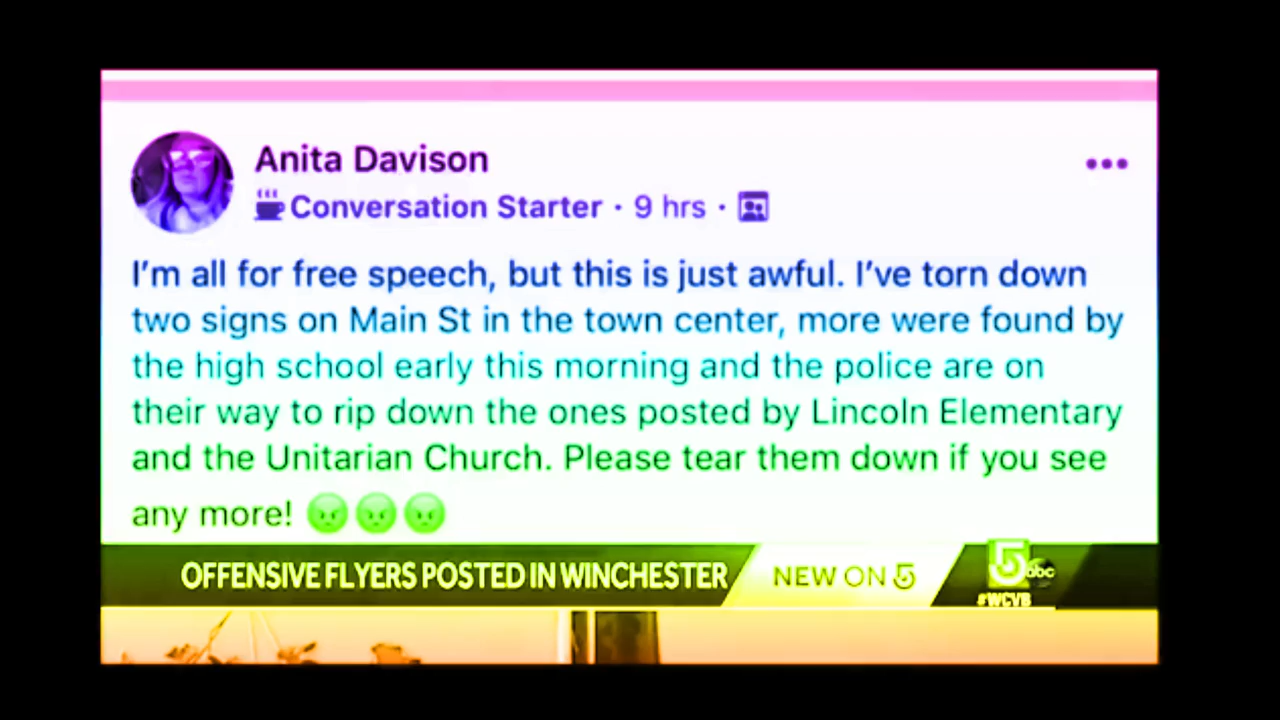 Anita Davison
Conversation Starter · 9 hrs ·
I'm all for free speech, but this is just awful. I've torn down
two signs on Main St in the town center, more were found by
the high school early this morning and the police are on
their way to rip down the ones posted by Lincoln Elementary
and the Unitarian Church. Please tear them down if you see
any more! 😡😡😡
OFFENSIVE FLYERS POSTED IN WINCHESTER
NEW ON 5
5 abc
#WCVB